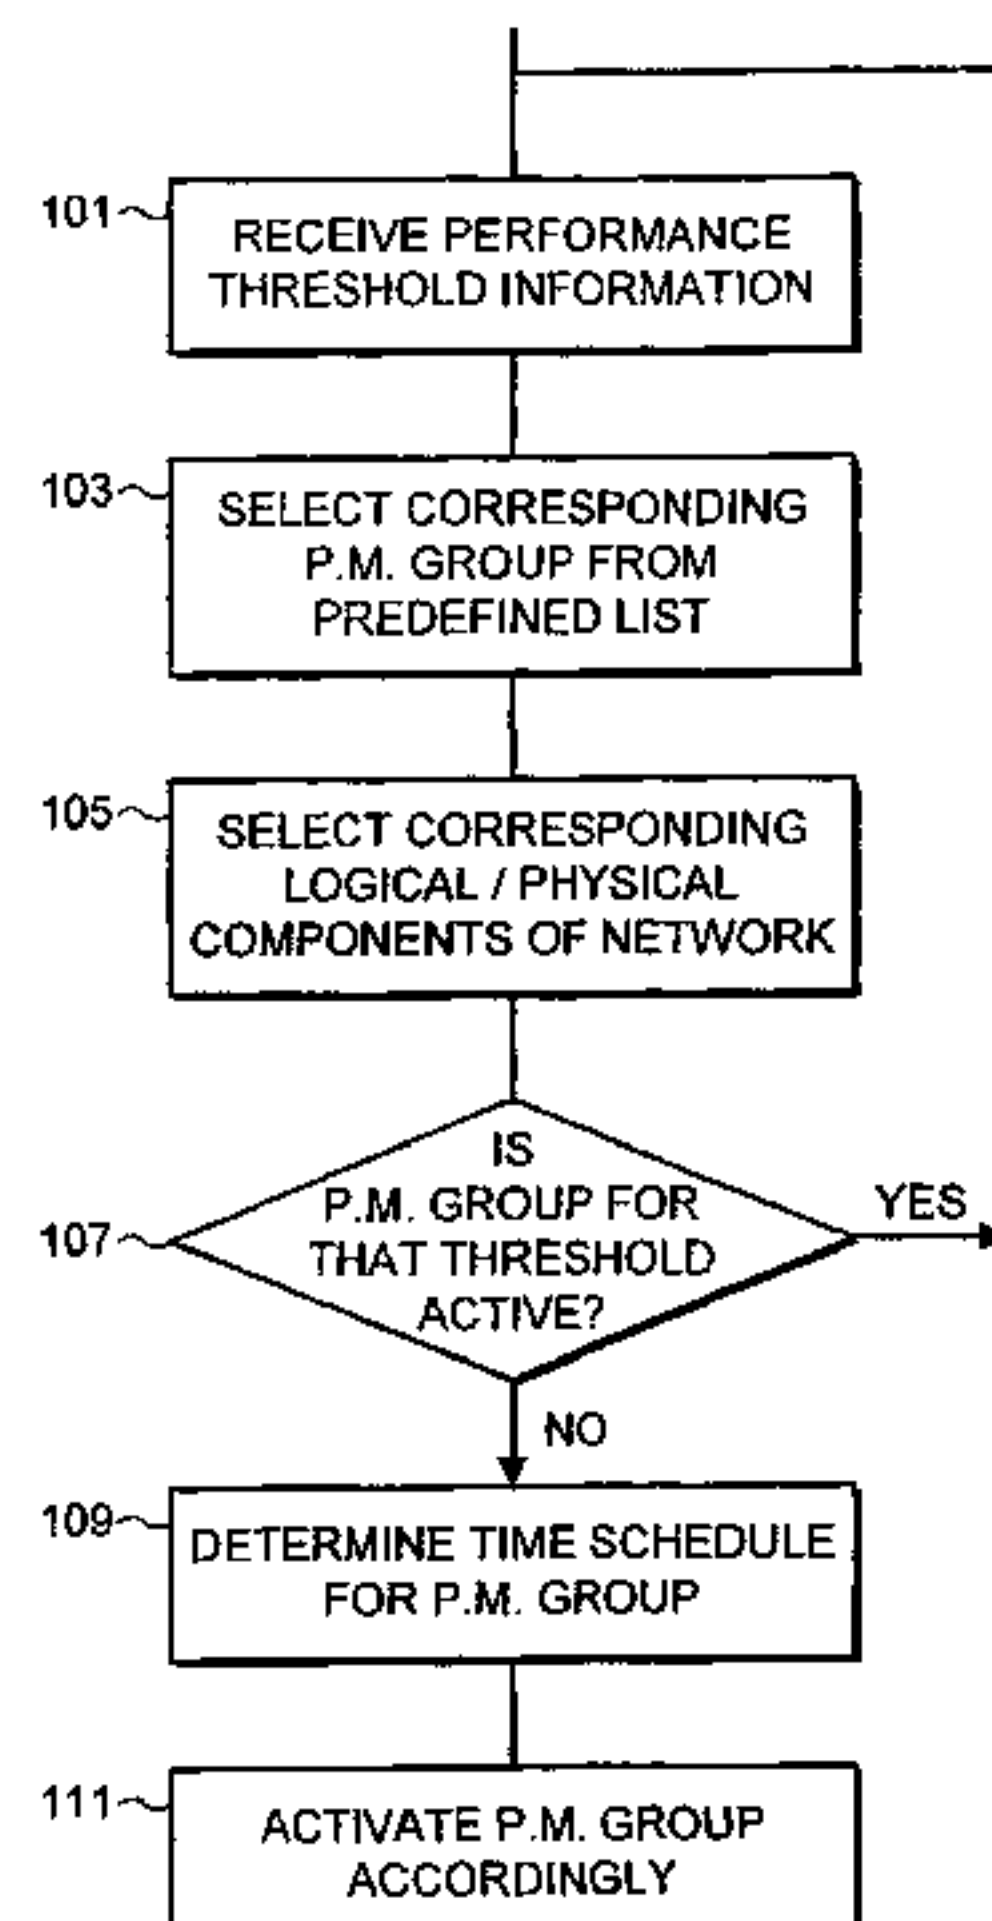 101
RECEIVE PERFORMANCE
THRESHOLD INFORMATION
103
SELECT CORRESPONDING
P.M. GROUP FROM
PREDEFINED LIST
105
SELECT CORRESPONDING
LOGICAL / PHYSICAL
COMPONENTS OF NETWORK
107
IS
P.M. GROUP FOR
THAT THRESHOLD
ACTIVE?
YES
NO
109
DETERMINE TIME SCHEDULE
FOR P.M. GROUP
111
ACTIVATE P.M. GROUP
ACCORDINGLY